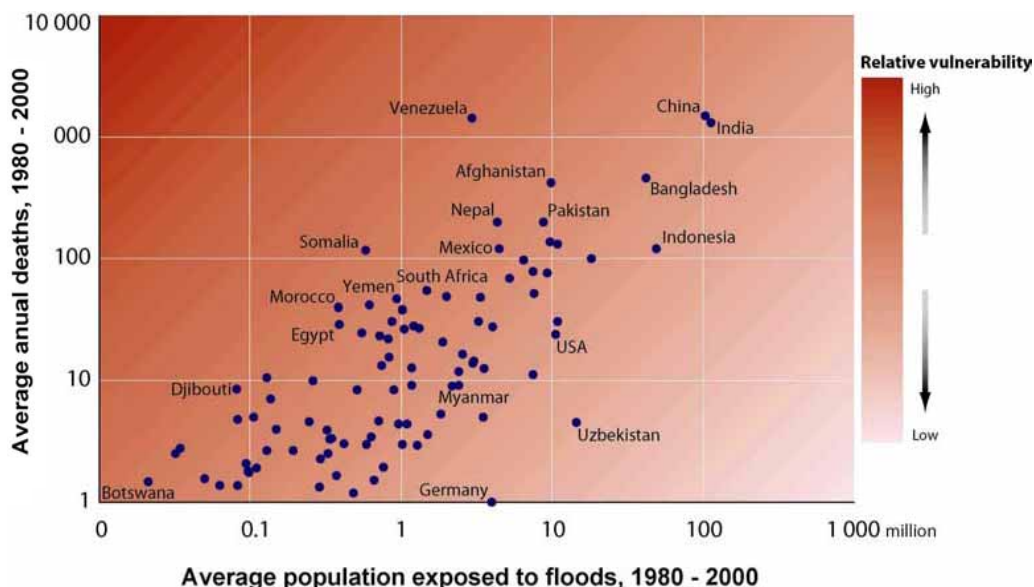 10 000
000
100
10
1
Average anual deaths, 1980 - 2000
Venezuela
China
India
Afghanistan
Bangladesh
Nepal
Pakistan
Somalia
Mexico
Indonesia
Yemen
South Africa
Morocco
Egypt
USA
Djibouti
Myanmar
Uzbekistan
Botswana
Germany
0
0.1
1
10
100
1 000 million
Average population exposed to floods, 1980 - 2000
Relative vulnerability
High
Low